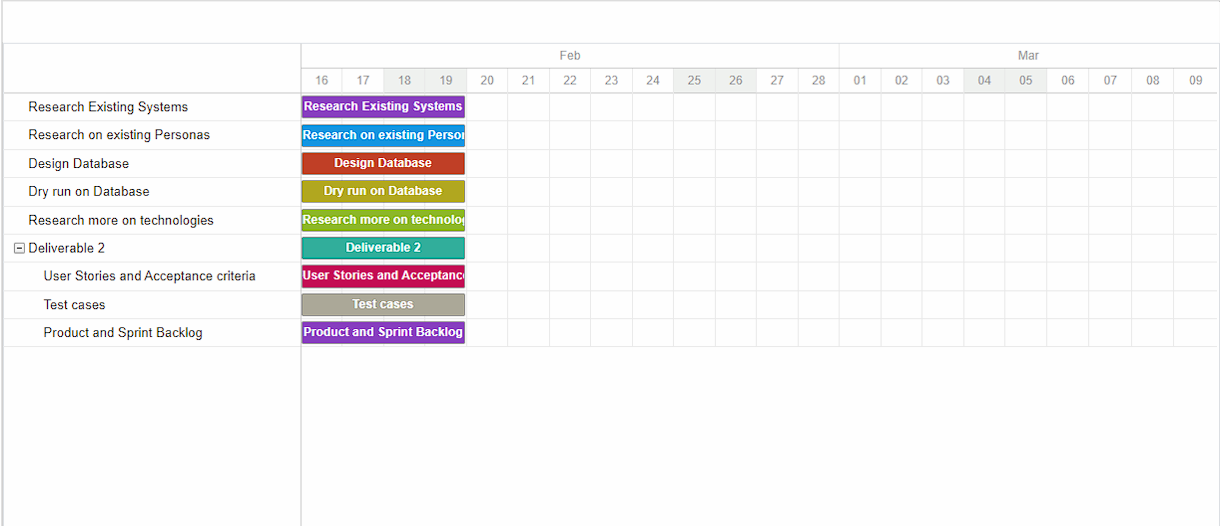 Feb Mar
16 17 18 19 20 21 22 23 24 25 26 27 28 01 02 03 04 05 06 07 08 09
Research Existing Systems Research Existing Systems
Research on existing Personas Research on existing Person
Design Database Design Database
Dry run on Database Dry run on Database
Research more on technologies Research more on technolog
Deliverable 2 Deliverable 2
User Stories and Acceptance criteria User Stories and Acceptance
Test cases Test cases
Product and Sprint Backlog Product and Sprint Backlog